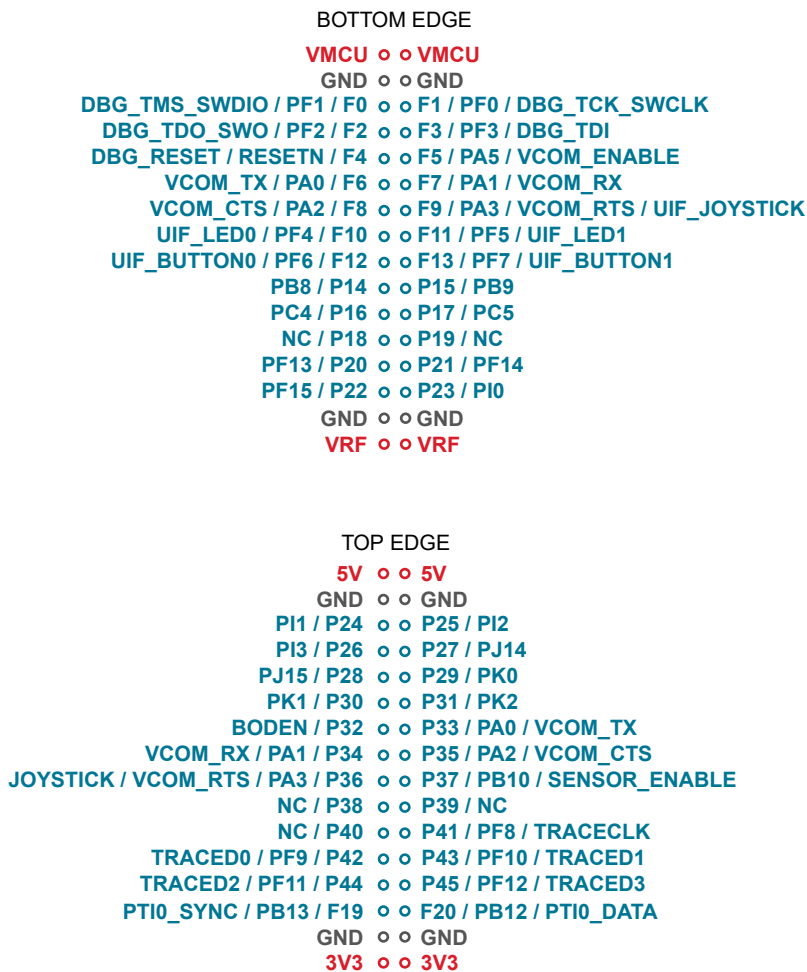 BOTTOM EDGE
VMCU VMCU
GND GND
DBG_TMS_SWDIO / PF1 / F0 F1 / PF0 / DBG_TCK_SWCLK
DBG_TDO_SWO / PF2 / F2 F3 / PF3 / DBG_TDI
DBG_RESET / RESETN / F4 F5 / PA5 / VCOM_ENABLE
VCOM_TX / PA0 / F6 F7 / PA1 / VCOM_RX
VCOM_CTS / PA2 / F8 F9 / PA3 / VCOM_RTS / UIF_JOYSTICK
UIF_LED0 / PF4 / F10 F11 / PF5 / UIF_LED1
UIF_BUTTON0 / PF6 / F12 F13 / PF7 / UIF_BUTTON1
PB8 / P14 P15 / PB9
PC4 / P16 P17 / PC5
NC / P18 P19 / NC
PF13 / P20 P21 / PF14
PF15 / P22 P23 / PI0
GND GND
VRF VRF
TOP EDGE
5V 5V
GND GND
PI1 / P24 P25 / PI2
PI3 / P26 P27 / PJ14
PJ15 / P28 P29 / PK0
PK1 / P30 P31 / PK2
BODEN / P32 P33 / PA0 / VCOM_TX
VCOM_RX / PA1 / P34 P35 / PA2 / VCOM_CTS
JOYSTICK / VCOM_RTS / PA3 / P36 P37 / PB10 / SENSOR_ENABLE
NC / P38 P39 / NC
NC / P40 P41 / PF8 / TRACECLK
TRACED0 / PF9 / P42 P43 / PF10 / TRACED1
TRACED2 / PF11 / P44 P45 / PF12 / TRACED3
PTI0_SYNC / PB13 / F19 F20 / PB12 / PTI0_DATA
GND GND
3V3 3V3